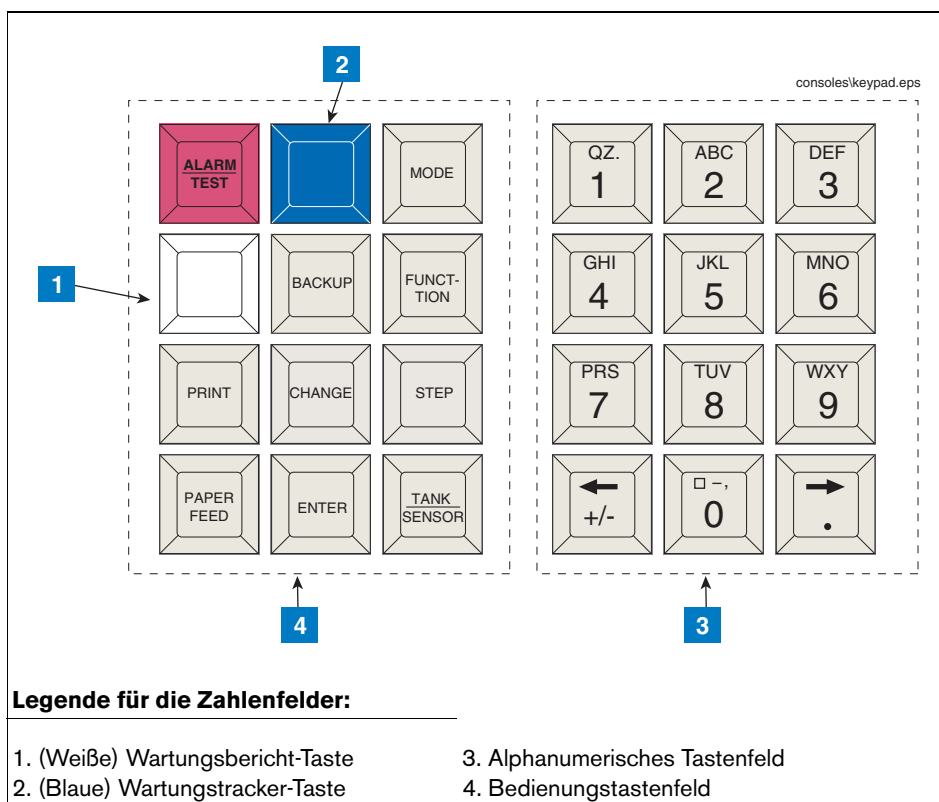 2
consoles\keypad.eps
ALARM
TEST
MODE
QZ.
1
ABC
2
DEF
3
1
BACKUP
FUNCT-
TION
GHI
4
JKL
5
MNO
6
PRINT
CHANGE
STEP
PRS
7
TUV
8
WXY
9
PAPER
FEED
ENTER
TANK
SENSOR
+/-
–,
0
.
4
3
Legende für die Zahlenfelder:
1. (Weiße) Wartungsbericht-Taste
2. (Blaue) Wartungstracker-Taste
3. Alphanumerisches Tastenfeld
4. Bedienungstastenfeld